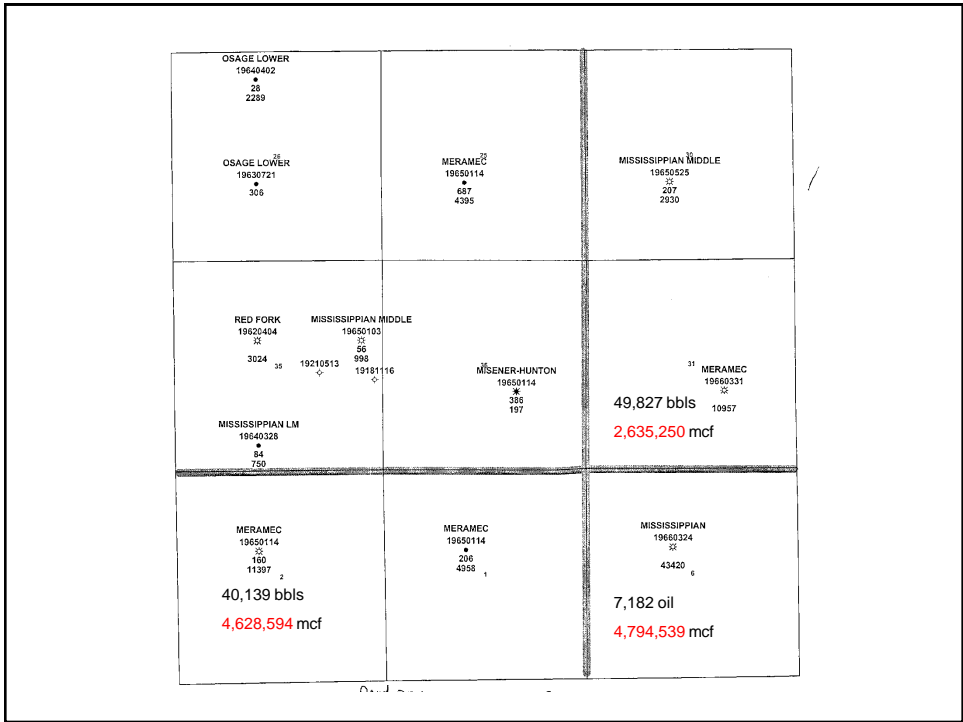 OSAGE LOWER
19640402
28
2289
26
OSAGE LOWER
19630721
306
25
MERAMEC
19650114
687
4395
30
MISSISSIPPIAN MIDDLE
19650525
207
2930
RED FORK
19620404
3024
35
MISSISSIPPIAN MIDDLE
19650103
56
998
19210513
19181116
MISSISSIPPIAN LM
19640328
84
750
36
MISENER-HUNTON
19650114
386
197
31
MERAMEC
19660331
10957
49,827 bbls
2,635,250 mcf
MERAMEC
19650114
160
11397
2
40,139 bbls
4,628,594 mcf
MERAMEC
19650114
206
4958
1
MISSISSIPPIAN
19660324
43420
6
7,182 oil
4,794,539 mcf